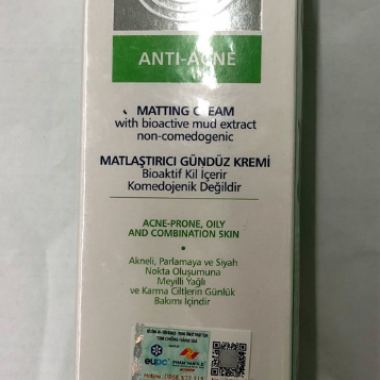 ANTI-ACNE
MATTING CREAM
with bioactive mud extract
non-comedogenic
MATLAŞTIRICI GÜNDÜZ KREMİ
Bioaktif Kil İçerir
Komedojenik Değildir
ACNE-PRONE, OILY
AND COMBINATION SKIN
Akneli, Parlamaya ve Siyah
Nokta Oluşumuna
Meyilli Yağlı
ve Karma Ciltlerin Günlük
Bakımı İçindir
eupc